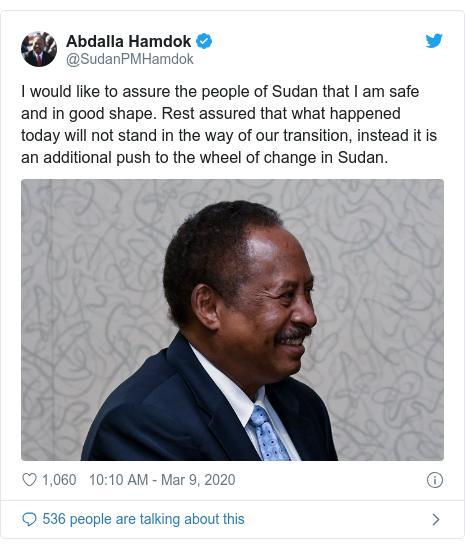 Abdalla Hamdok
@SudanPMHamdok
I would like to assure the people of Sudan that I am safe
and in good shape. Rest assured that what happened
today will not stand in the way of our transition, instead it is
an additional push to the wheel of change in Sudan.
1,060 10:10 AM - Mar 9, 2020
536 people are talking about this